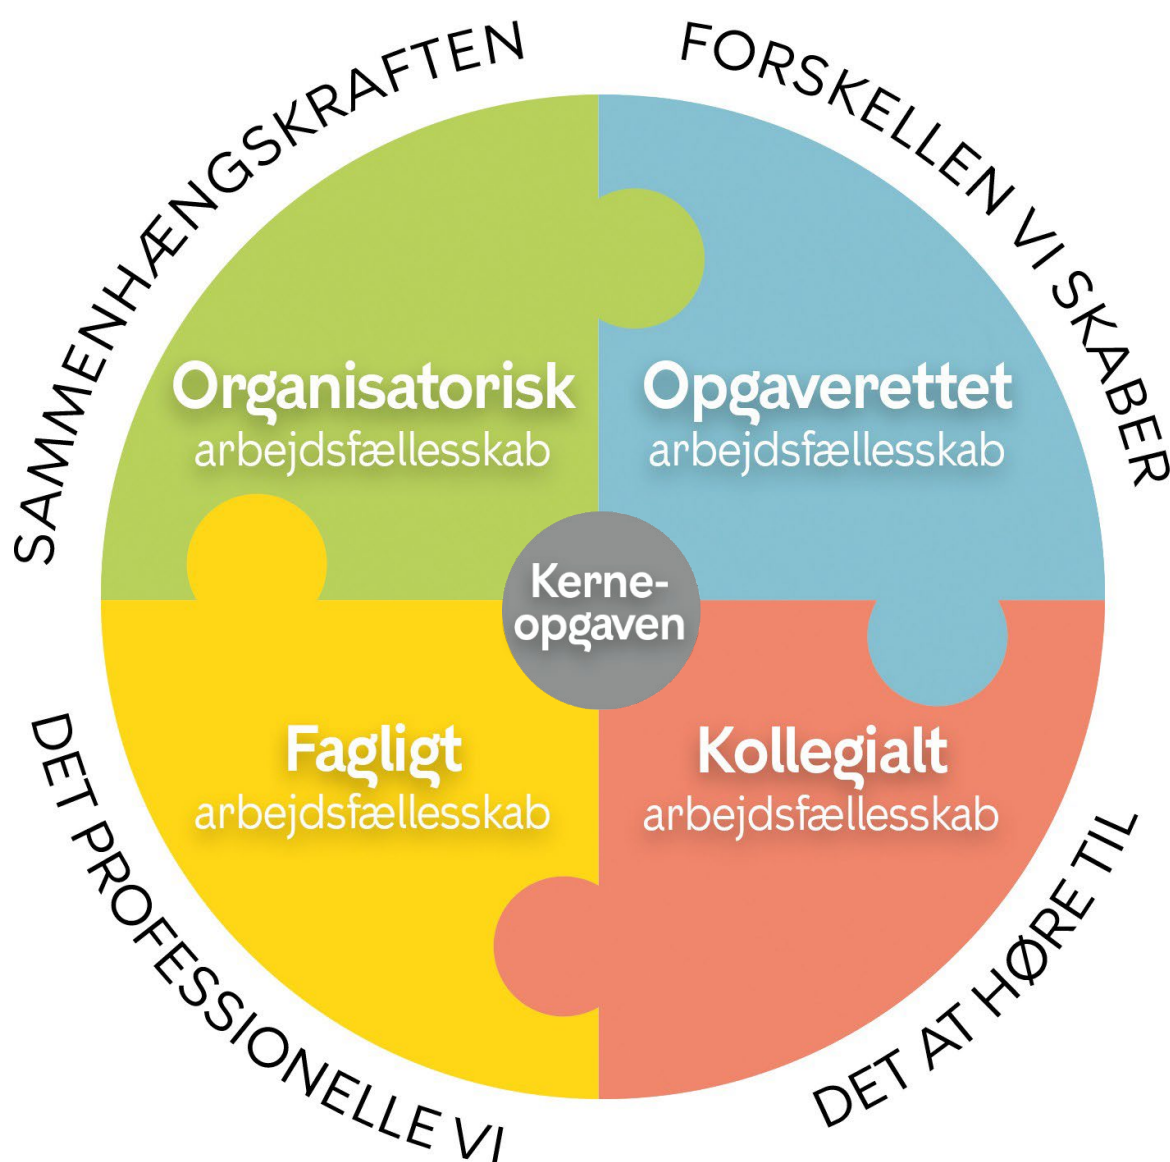 SAMMENHÆNGSKRAFTEN
FORSKELLEN VI SKABER
Organisatorisk
arbejdsfællesskab
Opgaverettet
arbejdsfællesskab
Kerne-
opgaven
Fagligt
arbejdsfællesskab
Kollegialt
arbejdsfællesskab
DET PROFESSIONELLE VI
DET AT HØRE TIL